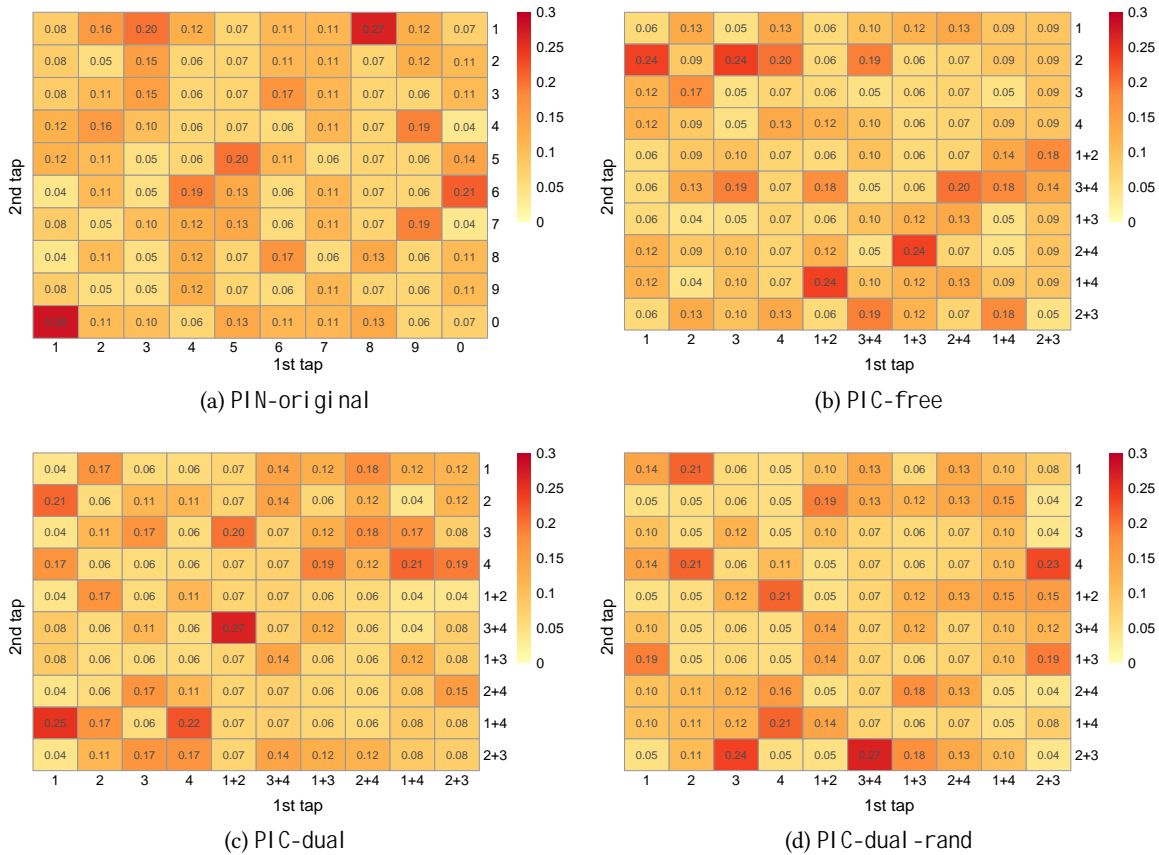 2nd tap
0.08 0.16 0.20 0.12 0.07 0.11 0.11 0.27 0.12 0.07 1
0.08 0.05 0.15 0.06 0.07 0.11 0.11 0.07 0.12 0.11 2
0.08 0.11 0.15 0.06 0.07 0.17 0.11 0.07 0.06 0.11 3
0.12 0.16 0.10 0.06 0.07 0.06 0.11 0.07 0.19 0.04 4
0.12 0.11 0.05 0.06 0.20 0.11 0.06 0.07 0.06 0.14 5
0.04 0.11 0.05 0.19 0.13 0.06 0.11 0.07 0.06 0.21 6
0.08 0.05 0.10 0.12 0.13 0.06 0.11 0.07 0.19 0.04 7
0.04 0.11 0.05 0.12 0.07 0.17 0.06 0.13 0.06 0.11 8
0.08 0.05 0.05 0.12 0.07 0.06 0.11 0.07 0.06 0.11 9
0.11 0.10 0.06 0.13 0.11 0.11 0.13 0.06 0.07 0
1 2 3 4 5 6 7 8 9 0
1st tap
0.3
0.25
0.2
0.15
0.1
0.05
0
(a) PIN-original
2nd tap
0.06 0.13 0.05 0.13 0.06 0.10 0.12 0.13 0.09 0.09 1
0.24 0.09 0.24 0.20 0.06 0.19 0.06 0.07 0.09 0.09 2
0.12 0.17 0.05 0.07 0.06 0.05 0.06 0.07 0.05 0.09 3
0.12 0.09 0.05 0.13 0.12 0.10 0.06 0.07 0.09 0.09 4
0.06 0.09 0.10 0.07 0.06 0.10 0.06 0.07 0.14 0.18 1+2
0.06 0.13 0.19 0.07 0.18 0.05 0.06 0.20 0.18 0.14 3+4
0.06 0.04 0.05 0.07 0.06 0.10 0.12 0.13 0.05 0.09 1+3
0.12 0.09 0.10 0.07 0.12 0.05 0.24 0.07 0.05 0.09 2+4
0.12 0.04 0.10 0.07 0.24 0.10 0.12 0.13 0.09 0.09 1+4
0.06 0.13 0.10 0.13 0.06 0.19 0.12 0.07 0.18 0.05 2+3
1 2 3 4 1+2 3+4 1+3 2+4 1+4 2+3
1st tap
0.3
0.25
0.2
0.15
0.1
0.05
0
(b) PIC-free
2nd tap
0.04 0.17 0.06 0.06 0.07 0.14 0.12 0.18 0.12 0.12 1
0.21 0.06 0.11 0.11 0.07 0.14 0.06 0.12 0.04 0.12 2
0.04 0.11 0.17 0.06 0.20 0.07 0.12 0.18 0.17 0.08 3
0.17 0.06 0.06 0.06 0.07 0.07 0.19 0.12 0.21 0.19 4
0.04 0.17 0.06 0.11 0.07 0.07 0.06 0.06 0.04 0.04 1+2
0.08 0.06 0.11 0.06 0.27 0.07 0.12 0.06 0.04 0.08 3+4
0.08 0.06 0.06 0.06 0.07 0.14 0.06 0.06 0.12 0.08 1+3
0.04 0.06 0.17 0.11 0.07 0.07 0.06 0.06 0.08 0.15 2+4
0.25 0.17 0.06 0.22 0.07 0.07 0.06 0.06 0.08 0.08 1+4
0.04 0.11 0.17 0.17 0.07 0.14 0.12 0.12 0.08 0.08 2+3
1 2 3 4 1+2 3+4 1+3 2+4 1+4 2+3
1st tap
0.3
0.25
0.2
0.15
0.1
0.05
0
(c) PIC-dual
2nd tap
0.14 0.21 0.06 0.05 0.10 0.13 0.06 0.13 0.10 0.08 1
0.05 0.05 0.06 0.05 0.19 0.13 0.12 0.13 0.15 0.04 2
0.10 0.05 0.12 0.05 0.10 0.07 0.06 0.07 0.10 0.04 3
0.14 0.21 0.06 0.11 0.05 0.07 0.06 0.07 0.10 0.23 4
0.05 0.05 0.12 0.21 0.05 0.07 0.12 0.13 0.15 0.15 1+2
0.10 0.05 0.06 0.05 0.14 0.07 0.12 0.07 0.10 0.12 3+4
0.19 0.05 0.06 0.05 0.14 0.07 0.06 0.07 0.05 0.19 1+3
0.10 0.11 0.12 0.16 0.05 0.07 0.18 0.13 0.05 0.04 2+4
0.10 0.11 0.12 0.21 0.14 0.07 0.06 0.07 0.05 0.08 1+4
0.05 0.11 0.24 0.05 0.05 0.27 0.18 0.13 0.10 0.04 2+3
1 2 3 4 1+2 3+4 1+3 2+4 1+4 2+3
1st tap
0.3
0.25
0.2
0.15
0.1
0.05
0
(d) PIC-dual-rand